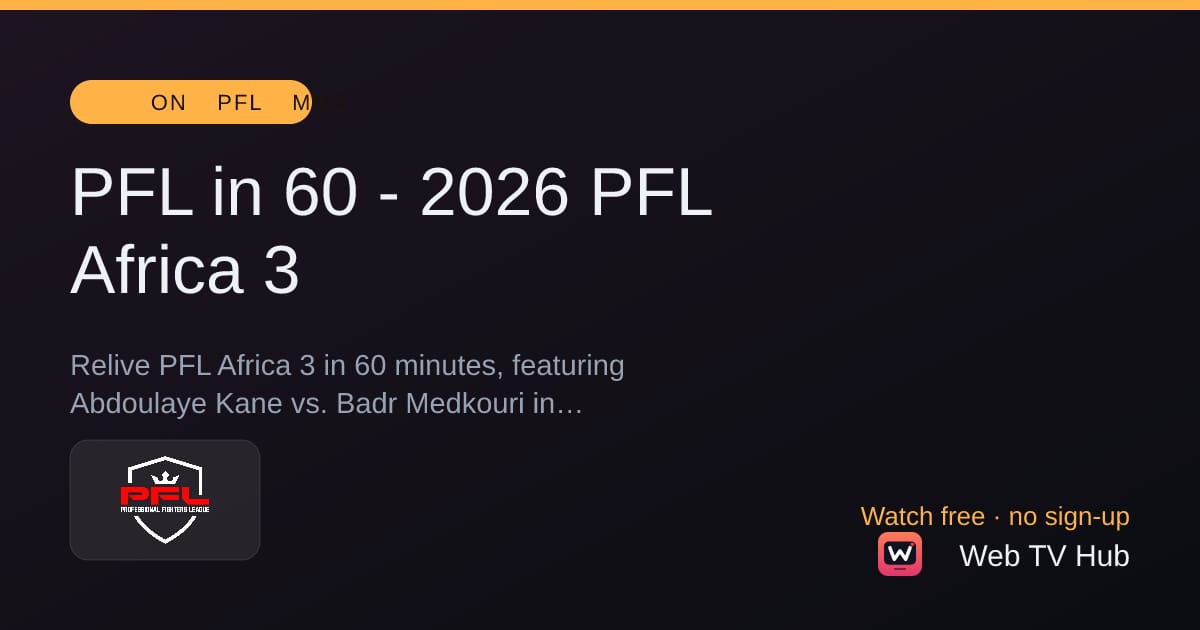 ON PFL MMA
PFL in 60 - 2026 PFL
Africa 3
Relive PFL Africa 3 in 60 minutes, featuring
Abdoulaye Kane vs. Badr Medkouri in…
PFL
PROFESSIONAL FIGHTERS LEAGUE
Watch free · no sign-up
W
Web TV Hub